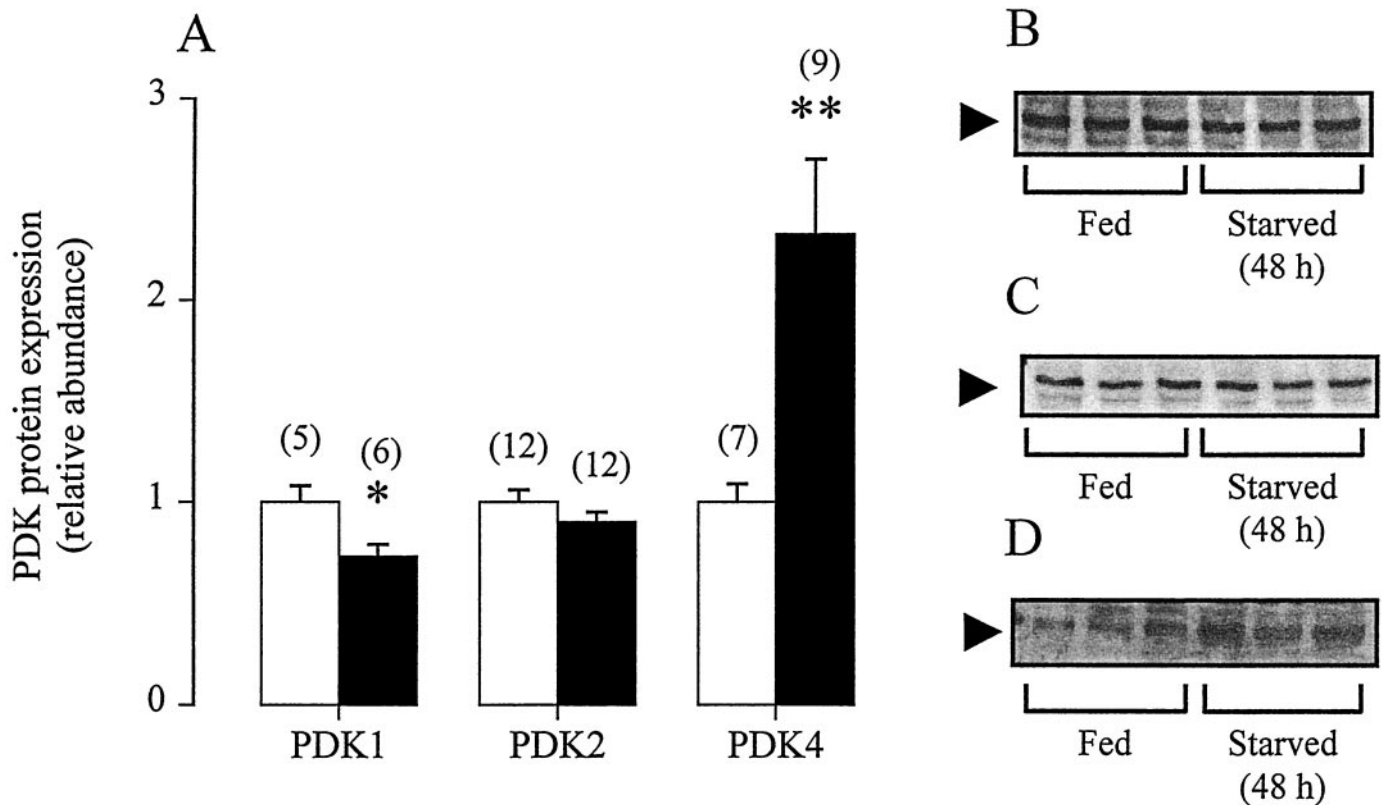 A
PDK protein expression
(relative abundance)
3
2
1
0
(5)
(6)
*
(12)
(12)
(7)
(9)
**
PDK1
PDK2
PDK4
B
Fed
Starved
(48 h)
C
Fed
Starved
(48 h)
D
Fed
Starved
(48 h)